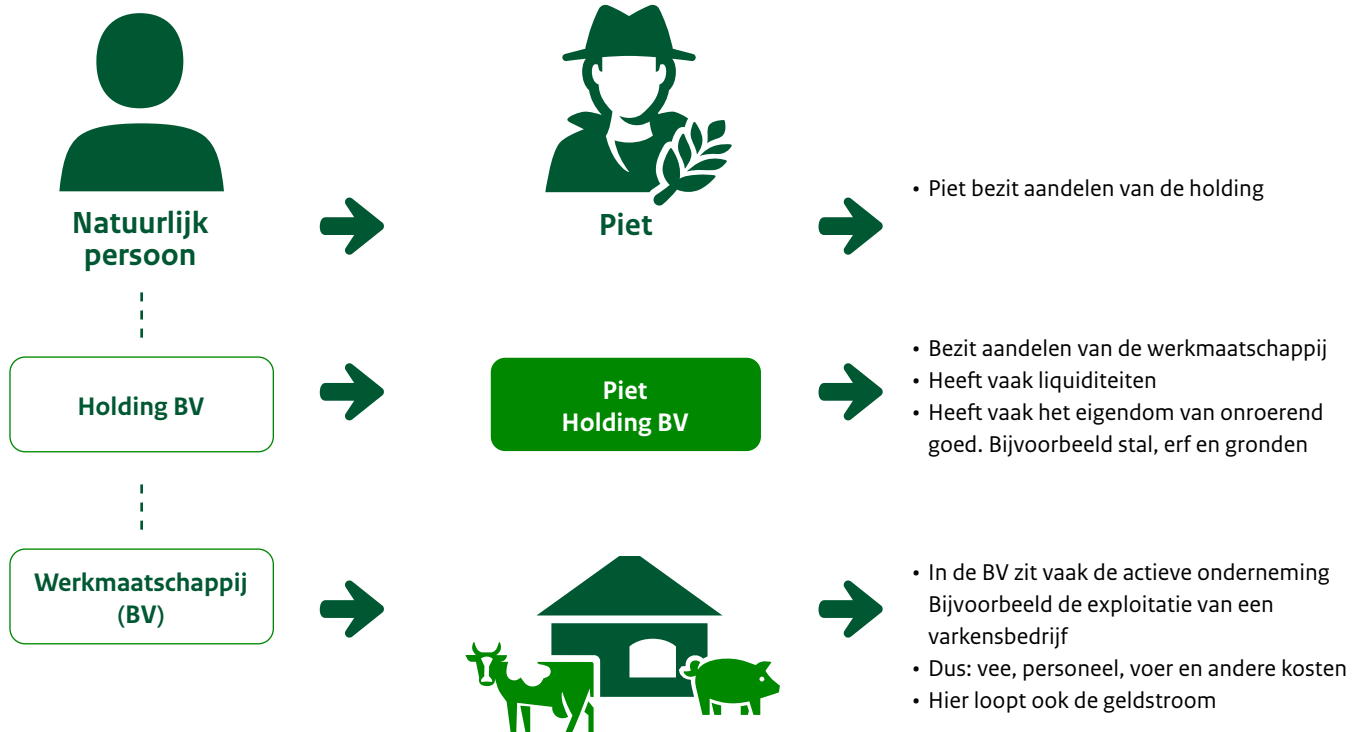 Natuurlijk
persoon
Piet
• Piet bezit aandelen van de holding
Holding BV
Piet
Holding BV
• Bezit aandelen van de werkmaatschappij
• Heeft vaak liquiditeiten
• Heeft vaak het eigendom van onroerend
goed. Bijvoorbeeld stal, erf en gronden
Werkmaatschappij
(BV)
• In de BV zit vaak de actieve onderneming
Bijvoorbeeld de exploitatie van een
varkensbedrijf
• Dus: vee, personeel, voer en andere kosten
• Hier loopt ook de geldstroom